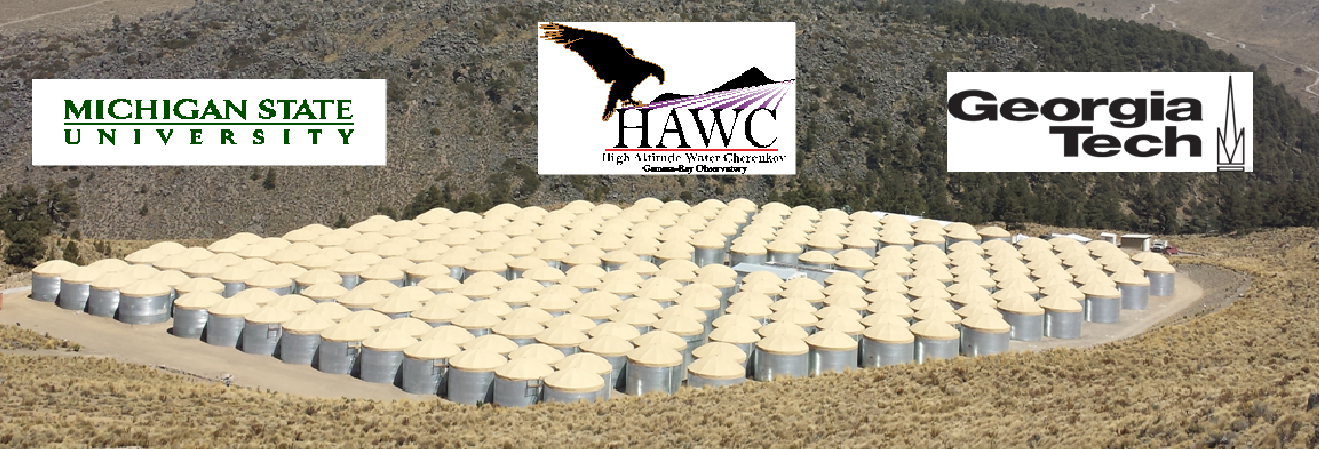 MICHIGAN STATE
UNIVERSITY
HAWC
High Altitude Water Cherenkov
Gamma-Ray Observatory
Georgia
Tech